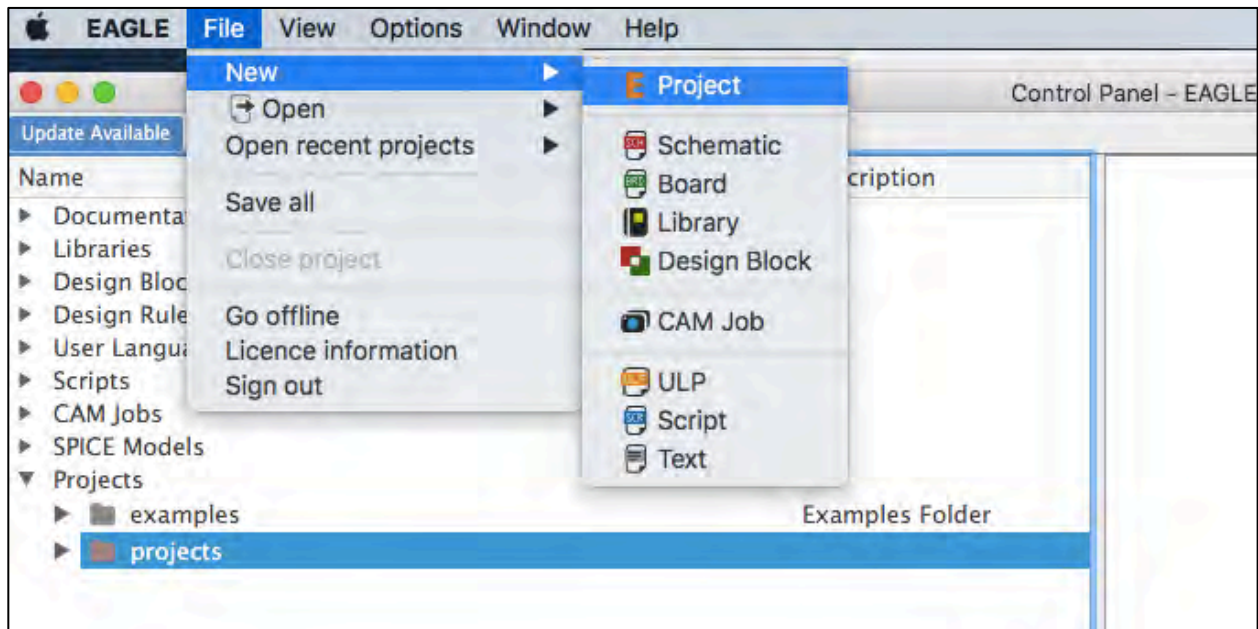 EAGLE File View Options Window Help
New
Project
Open
Control Panel – EAGLE
Update Available
Open recent projects
Schematic
Name
cription
Save all
Board
Documenta
Library
Libraries
Close project
Design Block
Design Bloc
Design Rule
Go offline
CAM Job
User Langua
Licence information
Scripts
Sign out
ULP
CAM Jobs
Script
SPICE Models
Text
Projects
examples
Examples Folder
projects